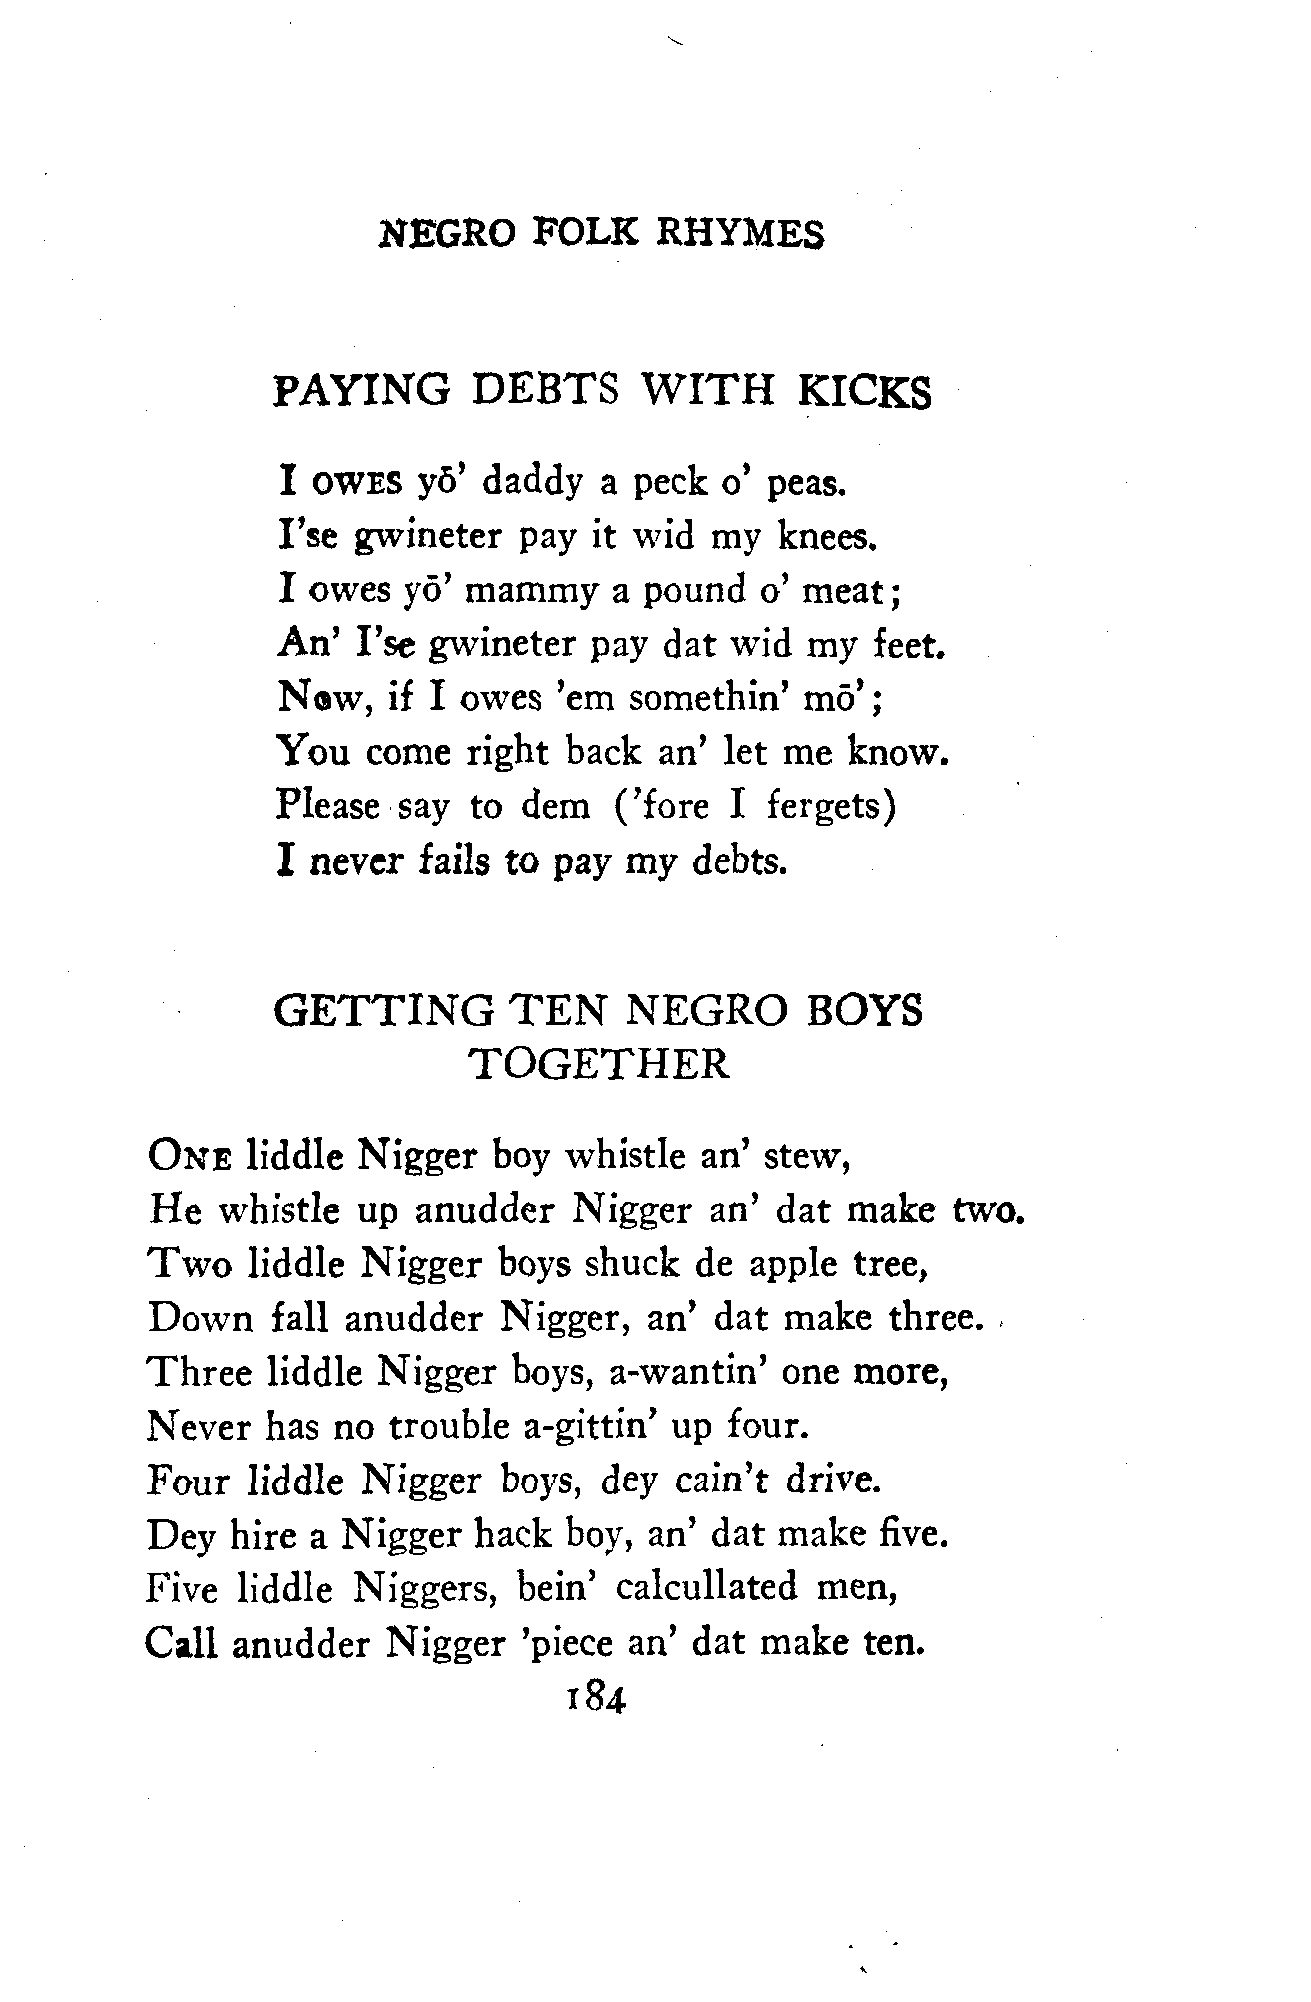 NEGRO FOLK RHYMES
PAYING DEBTS WITH KICKS
I OWES yō' daddy a peck o' peas.
I'se gwineter pay it wid my knees.
I owes yō' mammy a pound o' meat;
An' I'se gwineter pay dat wid my feet.
Now, if I owes 'em somethin' mō';
You come right back an' let me know.
Please say to dem ('fore I fergets)
I never fails to pay my debts.
GETTING TEN NEGRO BOYS
TOGETHER
ONE liddle Nigger boy whistle an' stew,
He whistle up anudder Nigger an' dat make two.
Two liddle Nigger boys shuck de apple tree,
Down fall anudder Nigger, an' dat make three.
Three liddle Nigger boys, a-wantin' one more,
Never has no trouble a-gittin' up four.
Four liddle Nigger boys, dey cain't drive.
Dey hire a Nigger hack boy, an' dat make five.
Five liddle Niggers, bein' calcullated men,
Call anudder Nigger 'piece an' dat make ten.
184